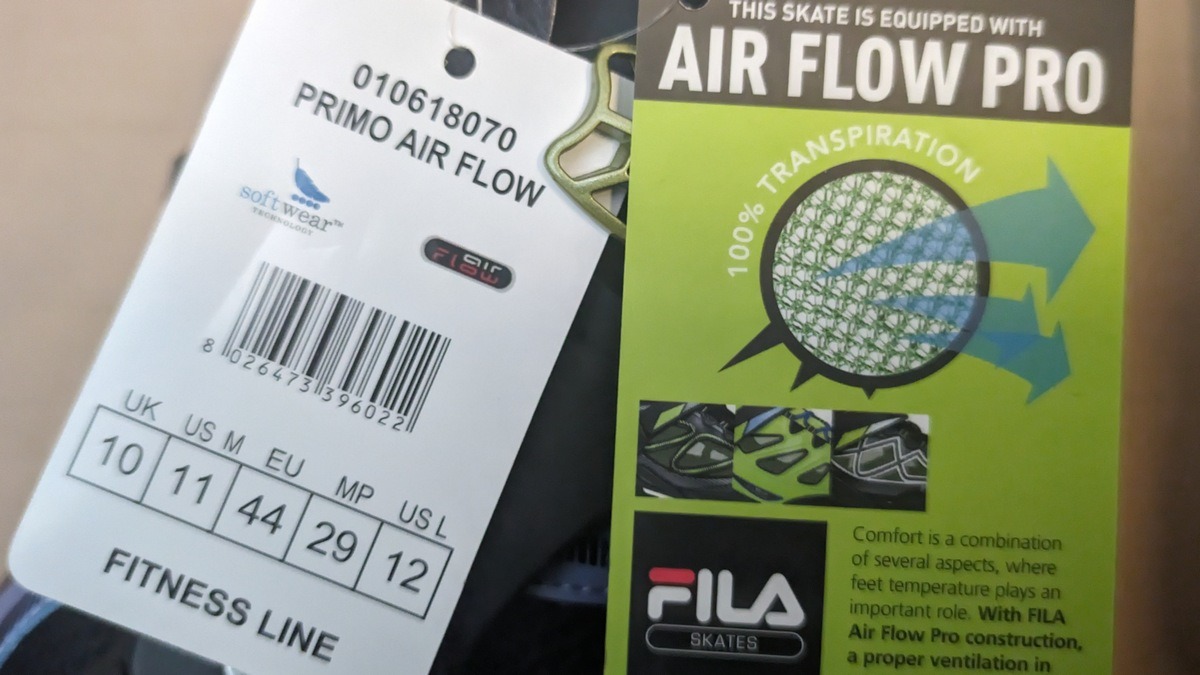 010618070
PRIMO AIR FLOW
softwear™
TECHNOLOGY
air
FLOW
8 026473 396022
UK US M EU MP US L
10 11 44 29 12
FITNESS LINE
THIS SKATE IS EQUIPPED WITH
AIR FLOW PRO
100% TRANSPIRATION
FILA
SKATES
Comfort is a combination
of several aspects, where
feet temperature plays an
important role. With FILA
Air Flow Pro construction,
a proper ventilation in